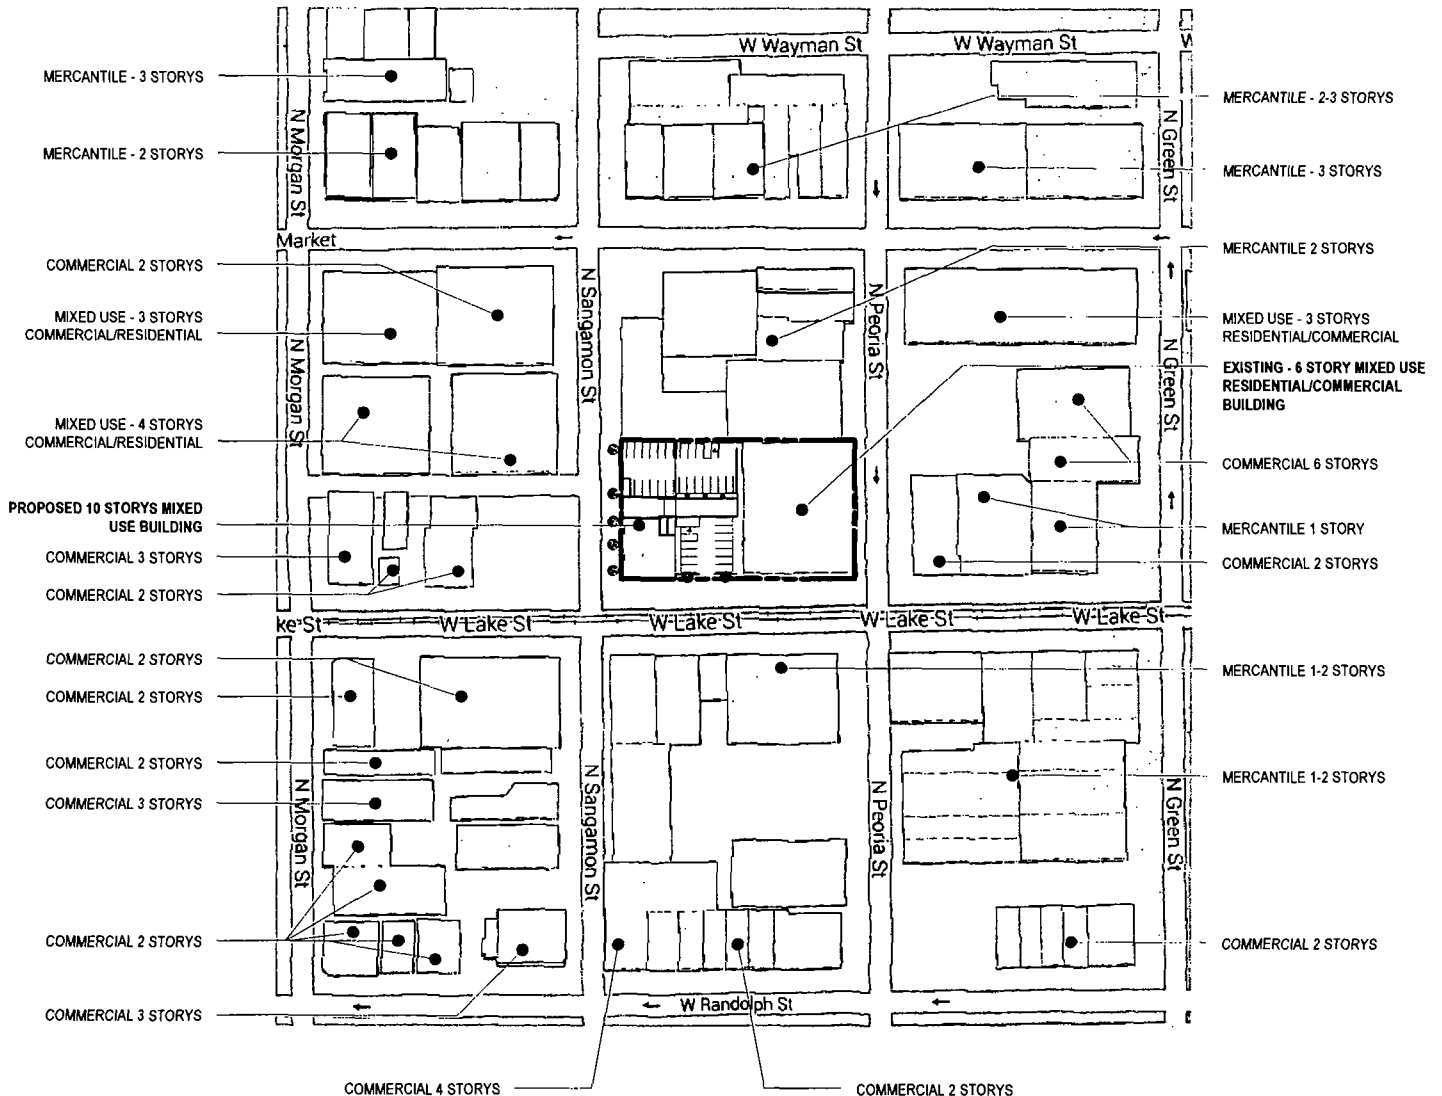 W Wayman St
W Wayman St
W
MERCANTILE - 3 STORYS
MERCANTILE - 2-3 STORYS
N Morgan St
N Green St
MERCANTILE - 2 STORYS
MERCANTILE - 3 STORYS
Market
MERCANTILE 2 STORYS
COMMERCIAL 2 STORYS
N Sangamon St
N Peoria St
MIXED USE - 3 STORYS
COMMERCIAL/RESIDENTIAL
MIXED USE - 3 STORYS
RESIDENTIAL/COMMERCIAL
N Morgan St
N Green St
EXISTING - 6 STORY MIXED USE
RESIDENTIAL/COMMERCIAL
BUILDING
MIXED USE - 4 STORYS
COMMERCIAL/RESIDENTIAL
COMMERCIAL 6 STORYS
PROPOSED 10 STORYS MIXED
USE BUILDING
MERCANTILE 1 STORY
COMMERCIAL 3 STORYS
COMMERCIAL 2 STORYS
COMMERCIAL 2 STORYS
ke St
W Lake St
W Lake St
W Lake St
W Lake St
COMMERCIAL 2 STORYS
MERCANTILE 1-2 STORYS
COMMERCIAL 2 STORYS
COMMERCIAL 2 STORYS
MERCANTILE 1-2 STORYS
COMMERCIAL 3 STORYS
N Morgan St
N Sangamon St
N Peoria St
N Green St
COMMERCIAL 2 STORYS
COMMERCIAL 2 STORYS
W Randolph St
COMMERCIAL 3 STORYS
COMMERCIAL 4 STORYS
COMMERCIAL 2 STORYS